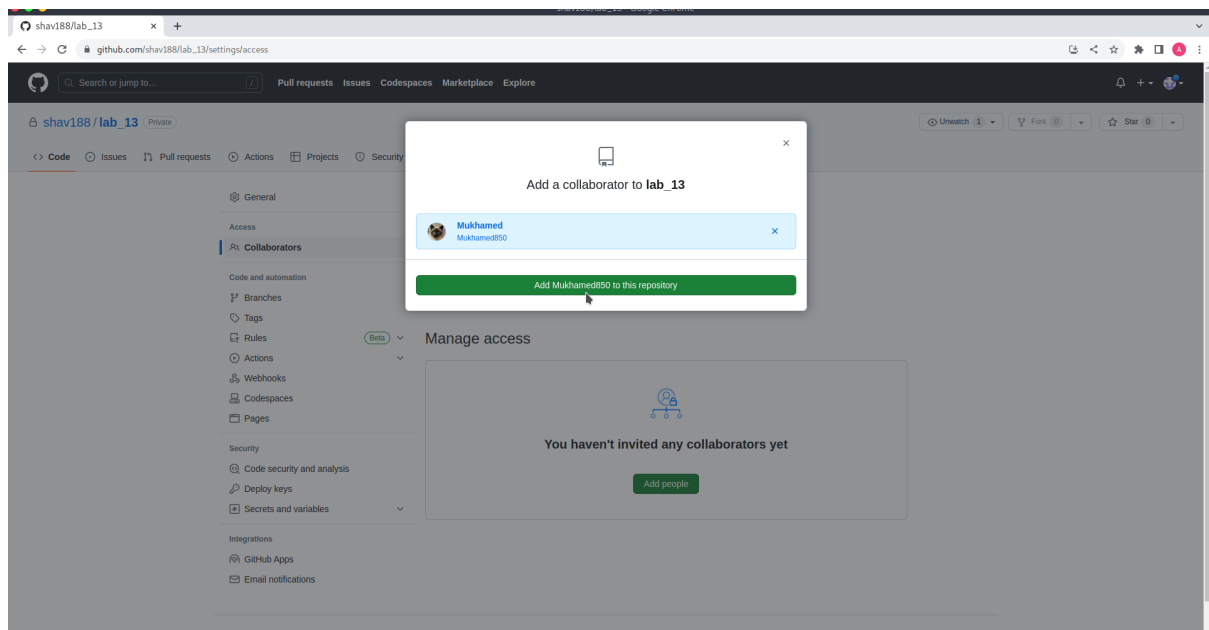 shav188/lab_13
github.com/shav188/lab_13/settings/access
A
Search or jump to...
/
Pull requests Issues Codespaces Marketplace Explore
shav188 / lab_13 Private
Unwatch 1
Fork 0
Star 0
Code
Issues
Pull requests
Actions
Projects
Security
Add a collaborator to lab_13
Mukhamed
Mukhamed850
Add Mukhamed850 to this repository
General
Access
Collaborators
Code and automation
Branches
Tags
Rules Beta
Actions
Webhooks
Codespaces
Pages
Security
Code security and analysis
Deploy keys
Secrets and variables
Integrations
GitHub Apps
Email notifications
Manage access
You haven't invited any collaborators yet
Add people